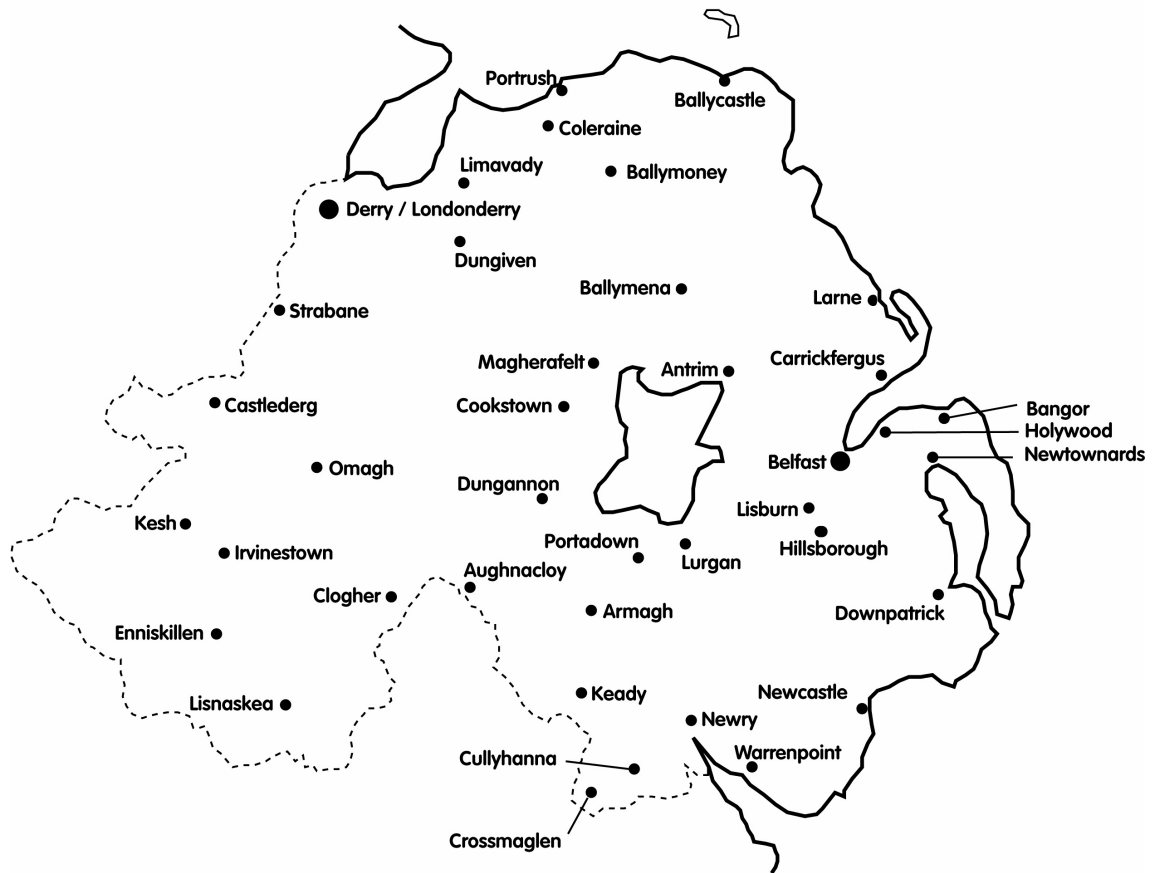 Portrush
Ballycastle
Coleraine
Limavady
Ballymoney
Derry / Londonderry
Dungiven
Ballymena
Larne
Strabane
Magherafelt
Antrim
Carrickfergus
Castlederg
Cookstown
Bangor
Holywood
Newtownards
Belfast
Omagh
Dungannon
Lisburn
Kesh
Irvinestown
Portadown
Lurgan
Hillsborough
Aughnacloy
Clogher
Armagh
Downpatrick
Enniskillen
Lisnaskea
Keady
Newcastle
Newry
Warrenpoint
Cullyhanna
Crossmaglen